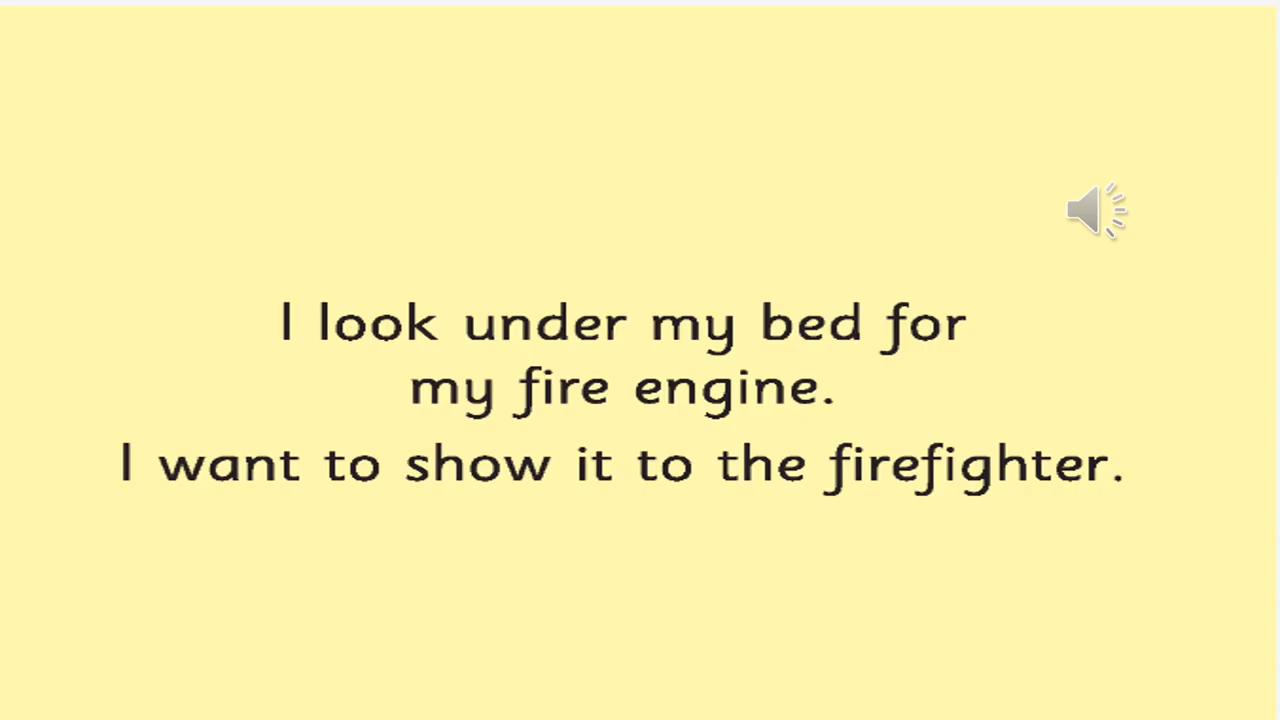 I look under my bed for
my fire engine.
I want to show it to the firefighter.